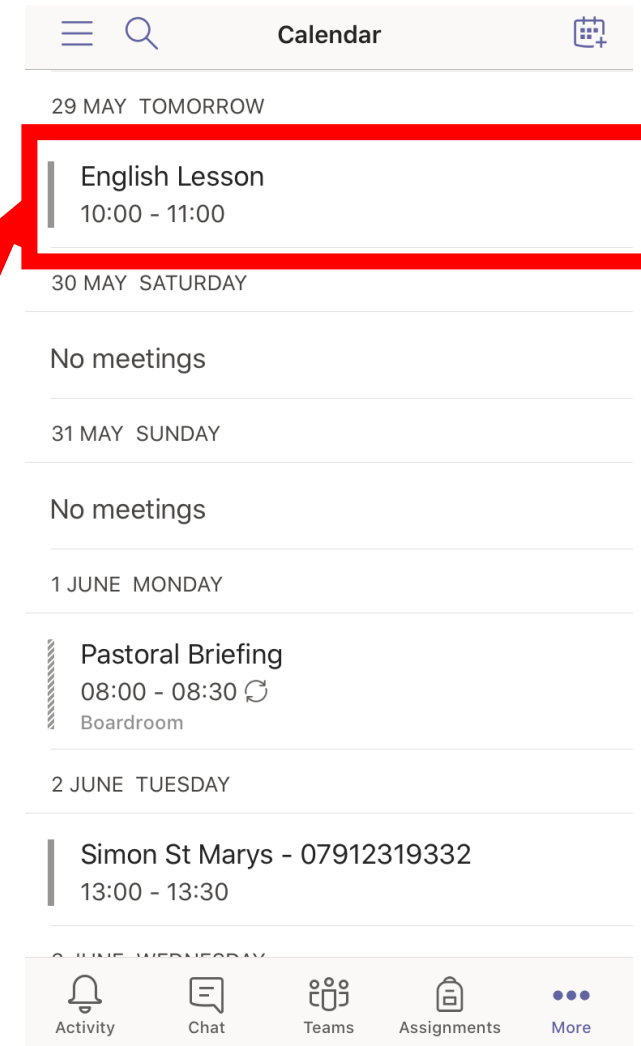 Calendar
29 MAY TOMORROW
English Lesson
10:00 - 11:00
30 MAY SATURDAY
No meetings
31 MAY SUNDAY
No meetings
1 JUNE MONDAY
Pastoral Briefing
08:00 - 08:30
Boardroom
2 JUNE TUESDAY
Simon St Marys - 07912319332
13:00 - 13:30
JUNE WEDNESDAY
Activity Chat Teams Assignments More